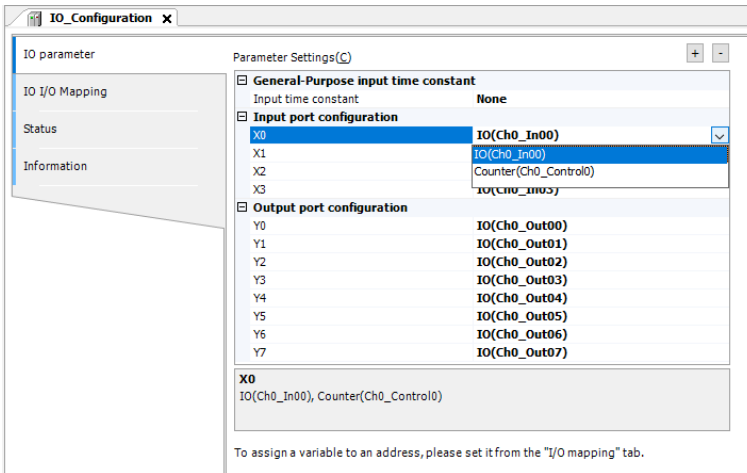 IO_Configuration X
IO parameter
IO I/O Mapping
Status
Information
Parameter Settings(C)
+ -
General-Purpose input time constant
Input time constant None
Input port configuration
X0 IO(Ch0_In00)
IO(Ch0_In00)
X1
Counter(Ch0_Control0)
X2
X3 IO(Ch0_In03)
Output port configuration
Y0 IO(Ch0_Out00)
Y1 IO(Ch0_Out01)
Y2 IO(Ch0_Out02)
Y3 IO(Ch0_Out03)
Y4 IO(Ch0_Out04)
Y5 IO(Ch0_Out05)
Y6 IO(Ch0_Out06)
Y7 IO(Ch0_Out07)
X0
IO(Ch0_In00), Counter(Ch0_Control0)
To assign a variable to an address, please set it from the "I/O mapping" tab.